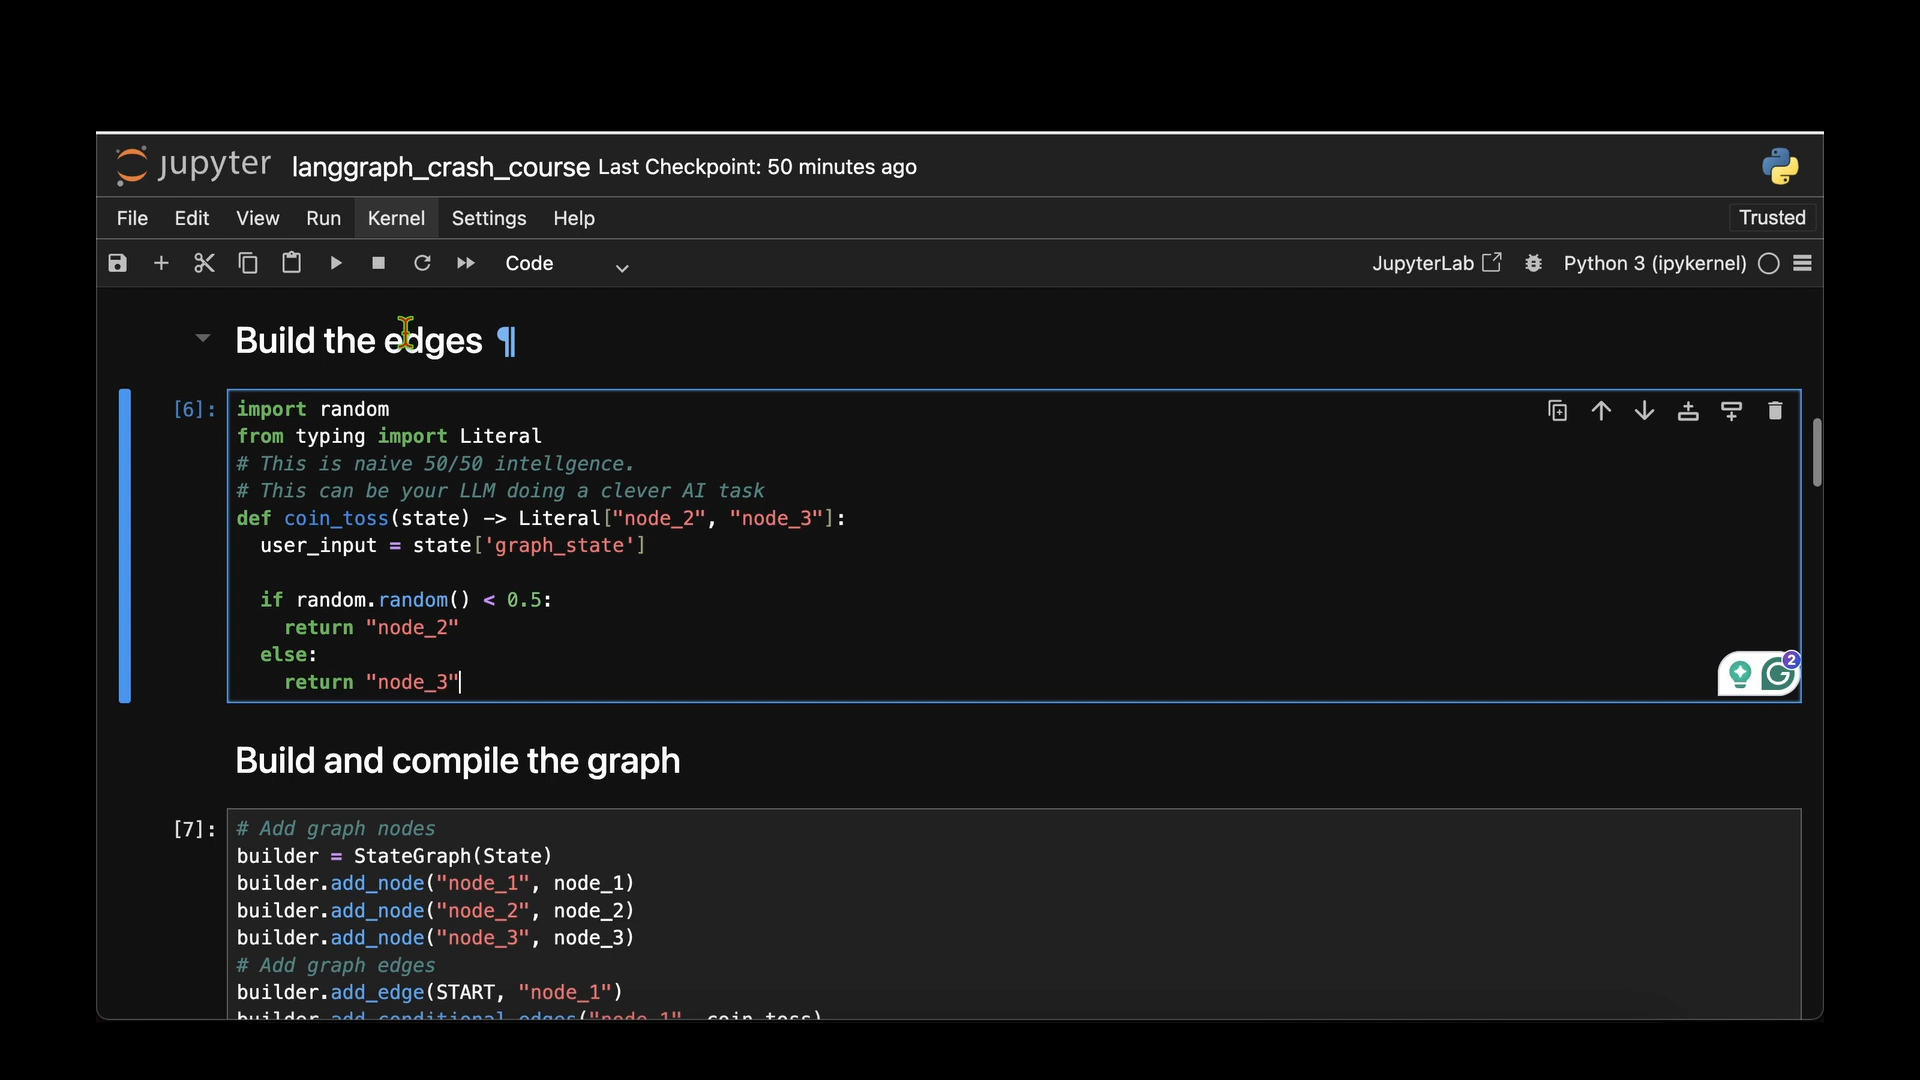 jupyter langgraph_crash_course Last Checkpoint: 50 minutes ago
File Edit View Run Kernel Settings Help Trusted
Code JupyterLab Python 3 (ipykernel)
Build the edges ¶
[6]:
import random
from typing import Literal
# This is naive 50/50 intellgence.
# This can be your LLM doing a clever AI task
def coin_toss(state) -> Literal["node_2", "node_3"]:
  user_input = state['graph_state']
  if random.random() < 0.5:
    return "node_2"
  else:
    return "node_3"
2
Build and compile the graph
[7]:
# Add graph nodes
builder = StateGraph(State)
builder.add_node("node_1", node_1)
builder.add_node("node_2", node_2)
builder.add_node("node_3", node_3)
# Add graph edges
builder.add_edge(START, "node_1")
builder.add_conditional_edges("node_1", coin_toss)